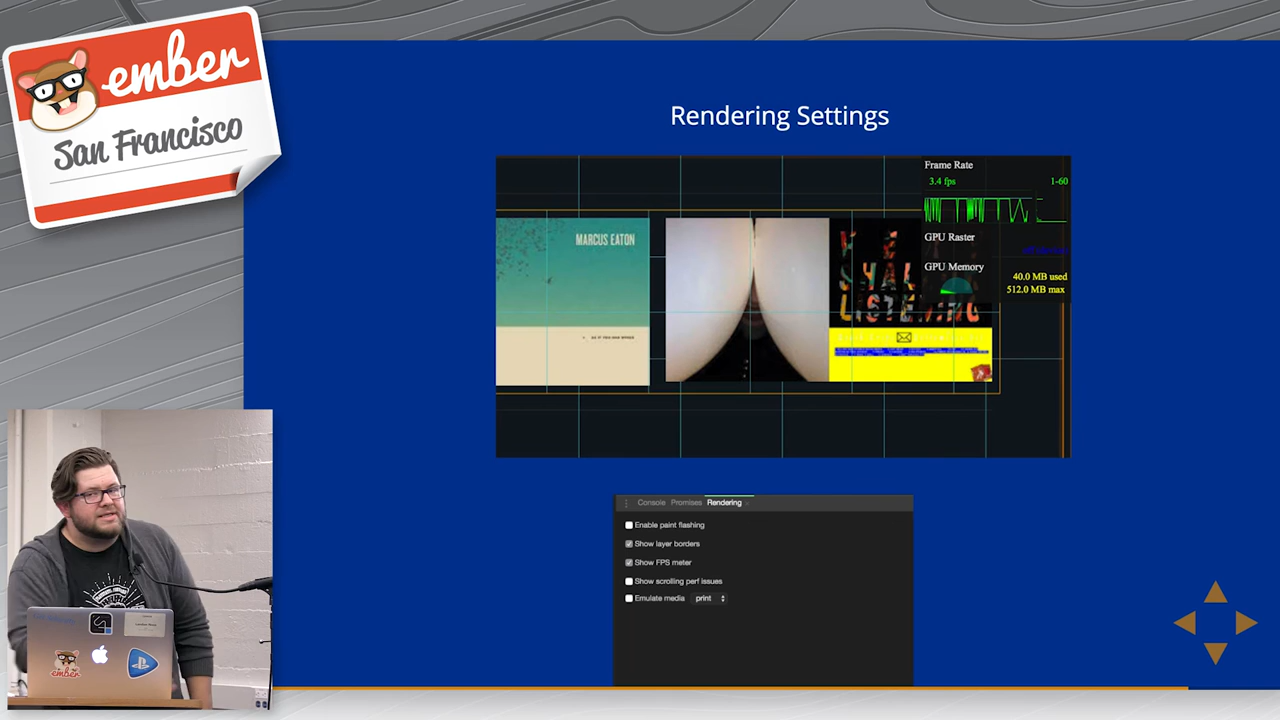 ember
San Francisco
Rendering Settings
Frame Rate
3.4 fps
1-60
MARCUS EATON
GPU Raster
GPU Memory
40.0 MB used
512.0 MB max
LISTENING
Console Promises Rendering
Enable paint flashing
Show layer borders
Show FPS meter
Show scrolling perf issues
Emulate media print
ember